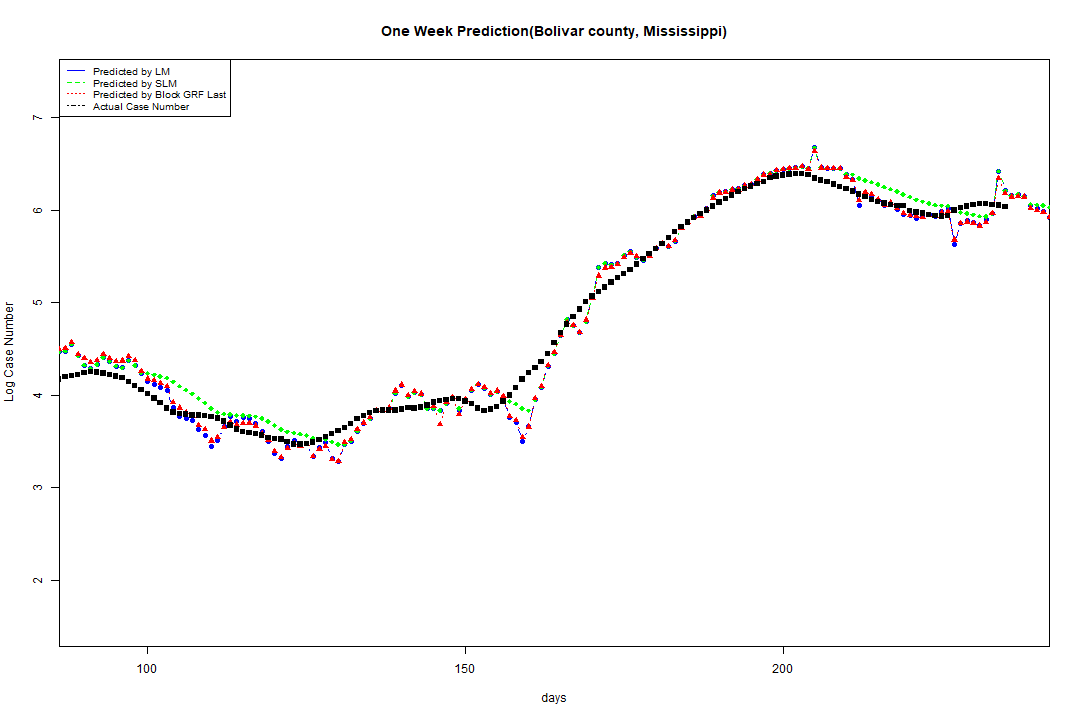 One Week Prediction(Bolivar county, Mississippi)
Predicted by LM
Predicted by SLM
Predicted by Block GRF Last
Actual Case Number
7
6
5
4
3
2
Log Case Number
100 150 200
days